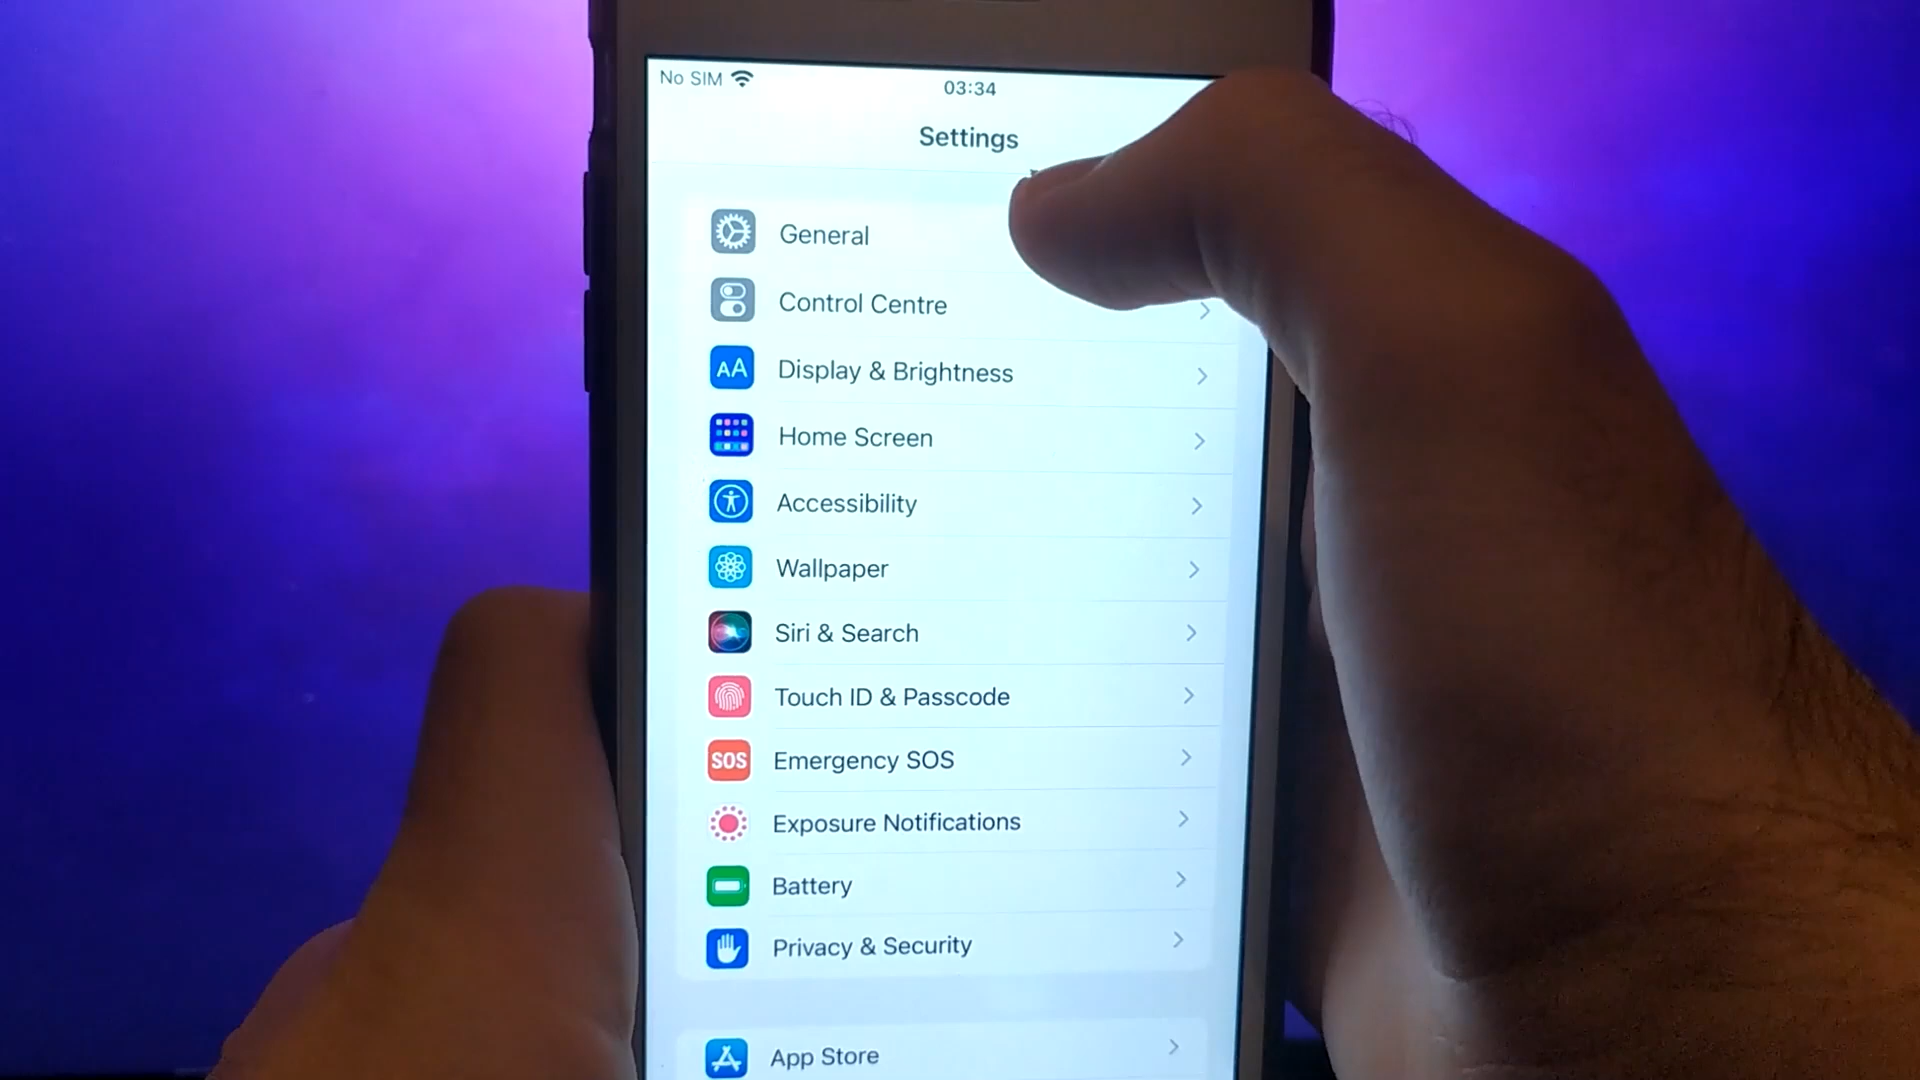 No SIM
03:34
Settings
General
Control Centre
AA
Display & Brightness
Home Screen
Accessibility
Wallpaper
Siri & Search
Touch ID & Passcode
SOS
Emergency SOS
Exposure Notifications
Battery
Privacy & Security
App Store